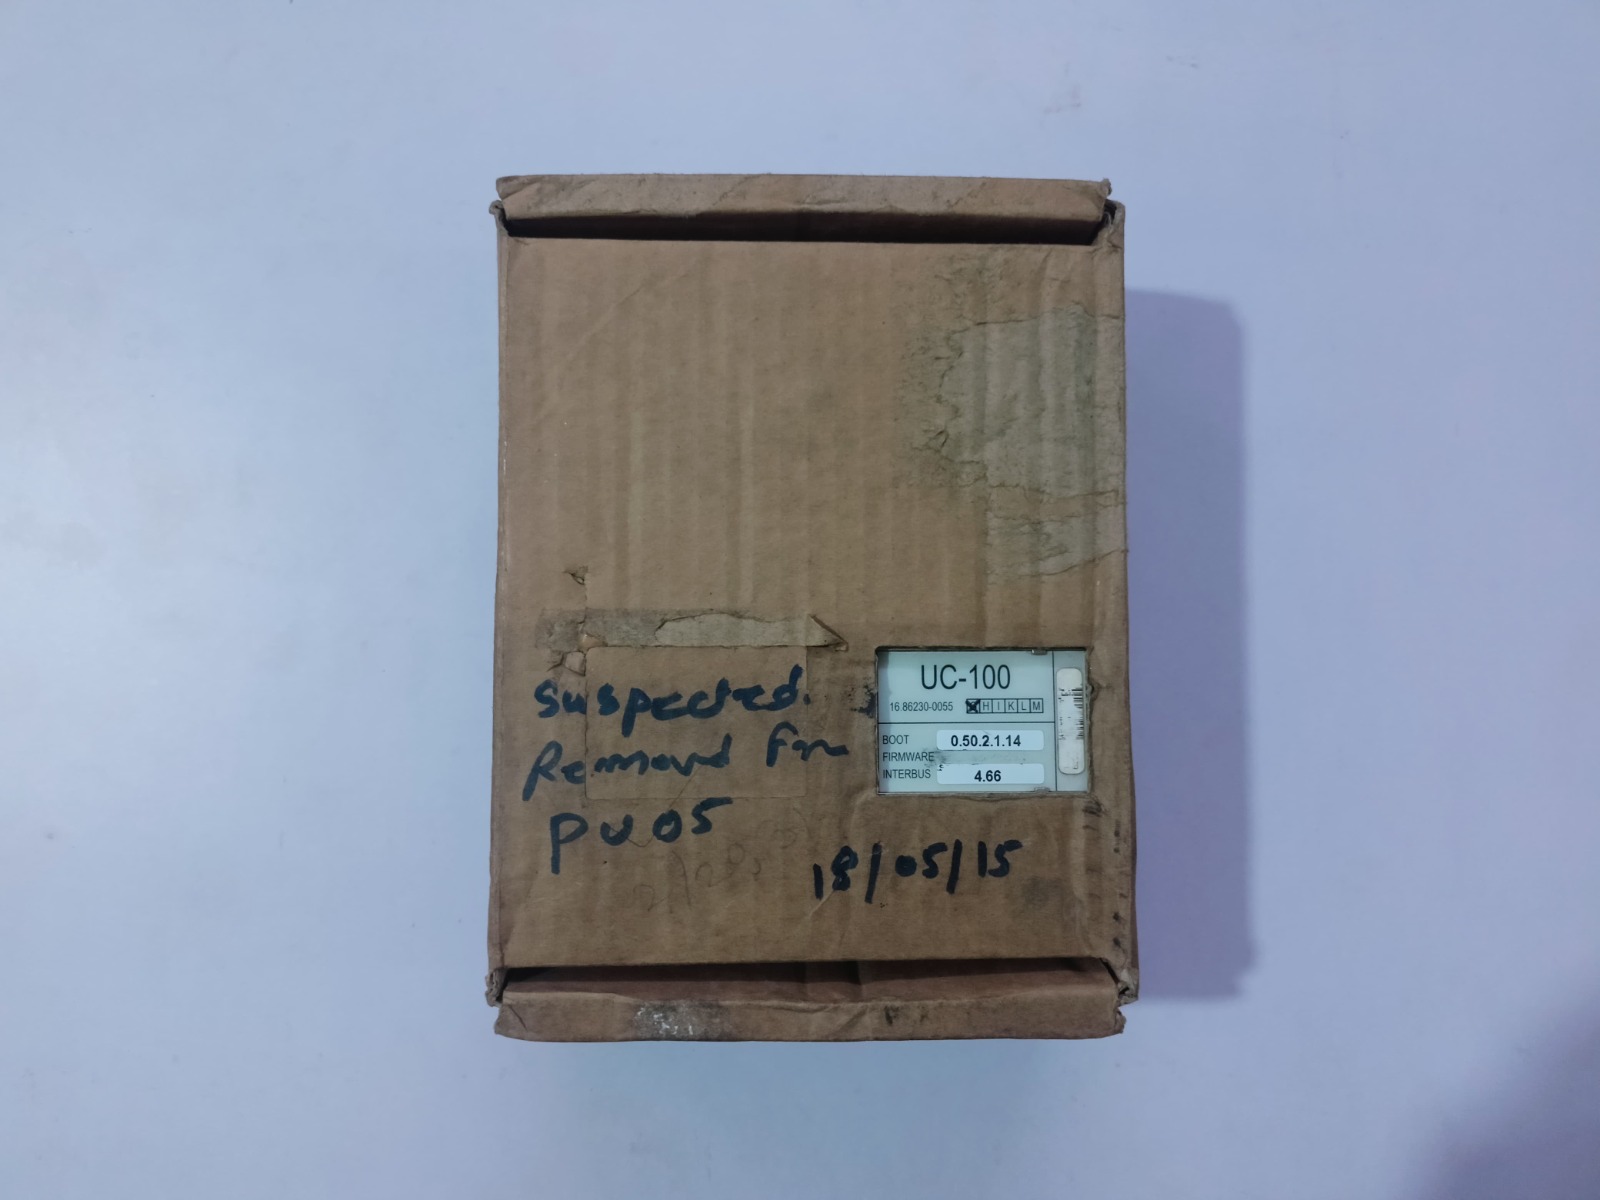 suspected.
Removed Frm
PU05
18/05/15
UC-100
16.86230-0055 H I K L M
BOOT 0.50.2.1.14
FIRMWARE
INTERBUS 4.66